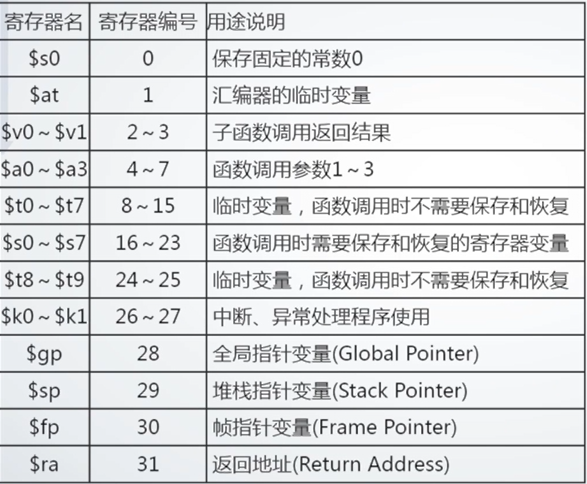 寄存器名 寄存器编号 用途说明
$s0 0 保存固定的常数0
$at 1 汇编器的临时变量
$v0～$v1 2～3 子函数调用返回结果
$a0～$a3 4～7 函数调用参数1～3
$t0～$t7 8～15 临时变量，函数调用时不需要保存和恢复
$s0～$s7 16～23 函数调用时需要保存和恢复的寄存器变量
$t8～$t9 24～25 临时变量，函数调用时不需要保存和恢复
$k0～$k1 26～27 中断、异常处理程序使用
$gp 28 全局指针变量(Global Pointer)
$sp 29 堆栈指针变量(Stack Pointer)
$fp 30 帧指针变量(Frame Pointer)
$ra 31 返回地址(Return Address)